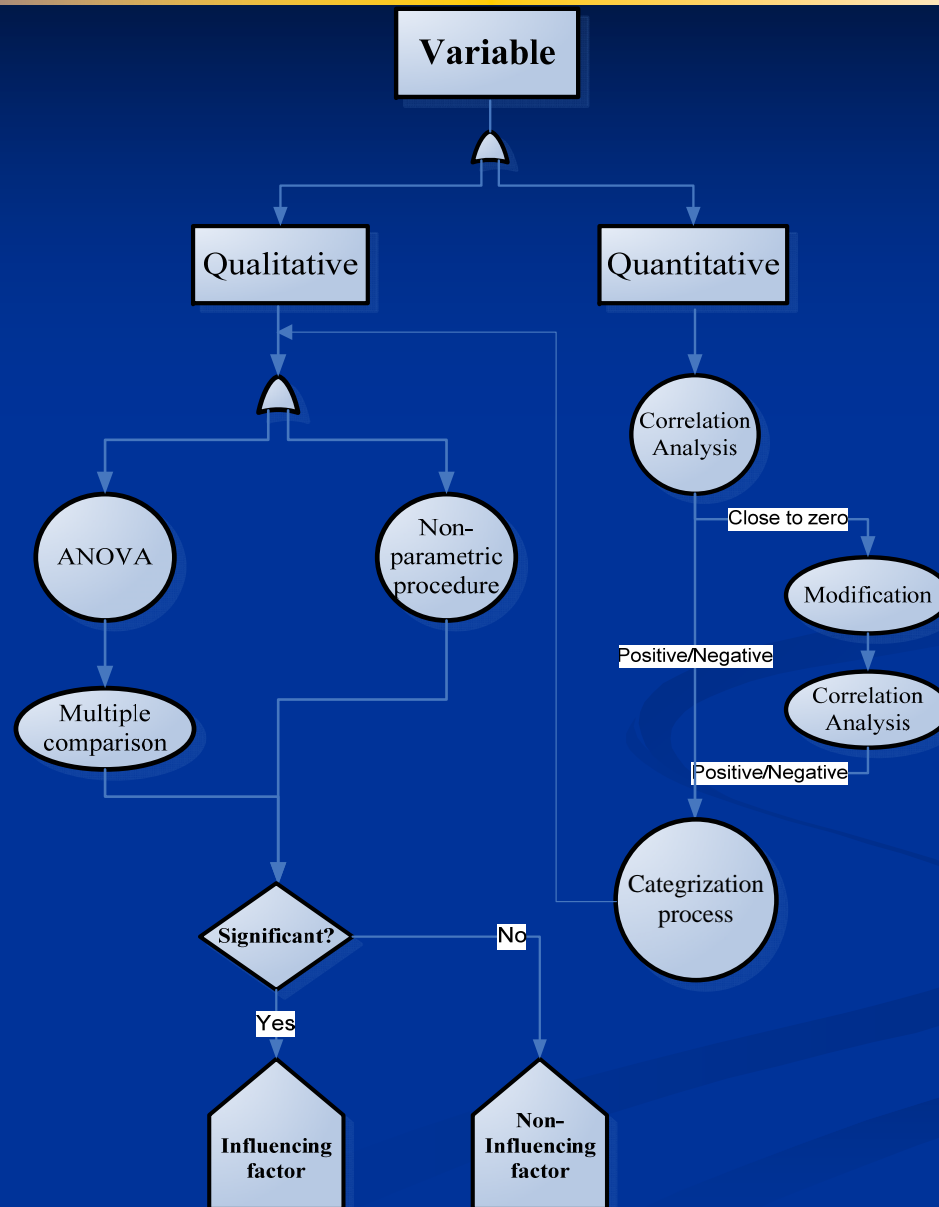 Variable
Qualitative
Quantitative
Correlation
Analysis
Close to zero
ANOVA
Non-
parametric
procedure
Modification
Positive/Negative
Multiple
comparison
Correlation
Analysis
Positive/Negative
Categrization
process
Significant?
No
Yes
Influencing
factor
Non-
Influencing
factor